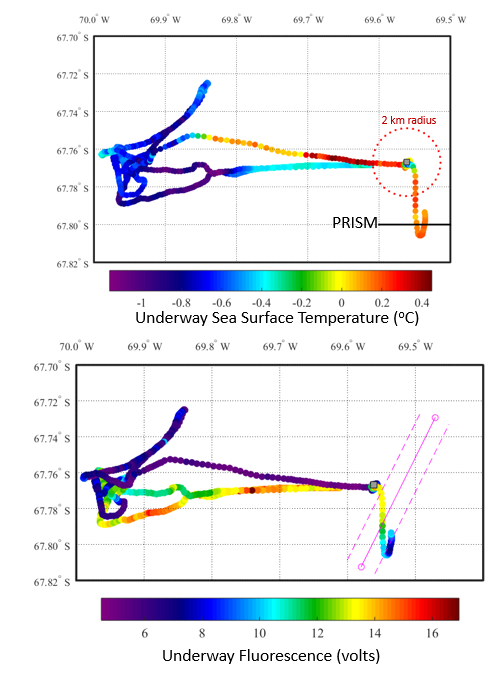 70.0° W 69.9° W 69.8° W 69.7° W 69.6° W 69.5° W
67.70° S
67.72° S
67.74° S
2 km radius
67.76° S
67.78° S
PRISM
67.80° S
67.82° S
-1 -0.8 -0.6 -0.4 -0.2 0 0.2 0.4
Underway Sea Surface Temperature (°C)
70.0° W 69.9° W 69.8° W 69.7° W 69.6° W 69.5° W
67.70° S
67.72° S
67.74° S
67.76° S
67.78° S
67.80° S
67.82° S
6 8 10 12 14 16
Underway Fluorescence (volts)